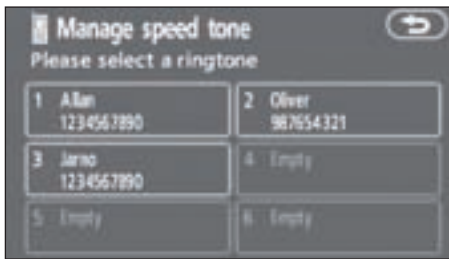 Manage speed tone
Please select a ringtone
1 Allan
1234567890
2 Oliver
987654321
3 Jarno
1234567890
4 Empty
5 Empty
6 Empty